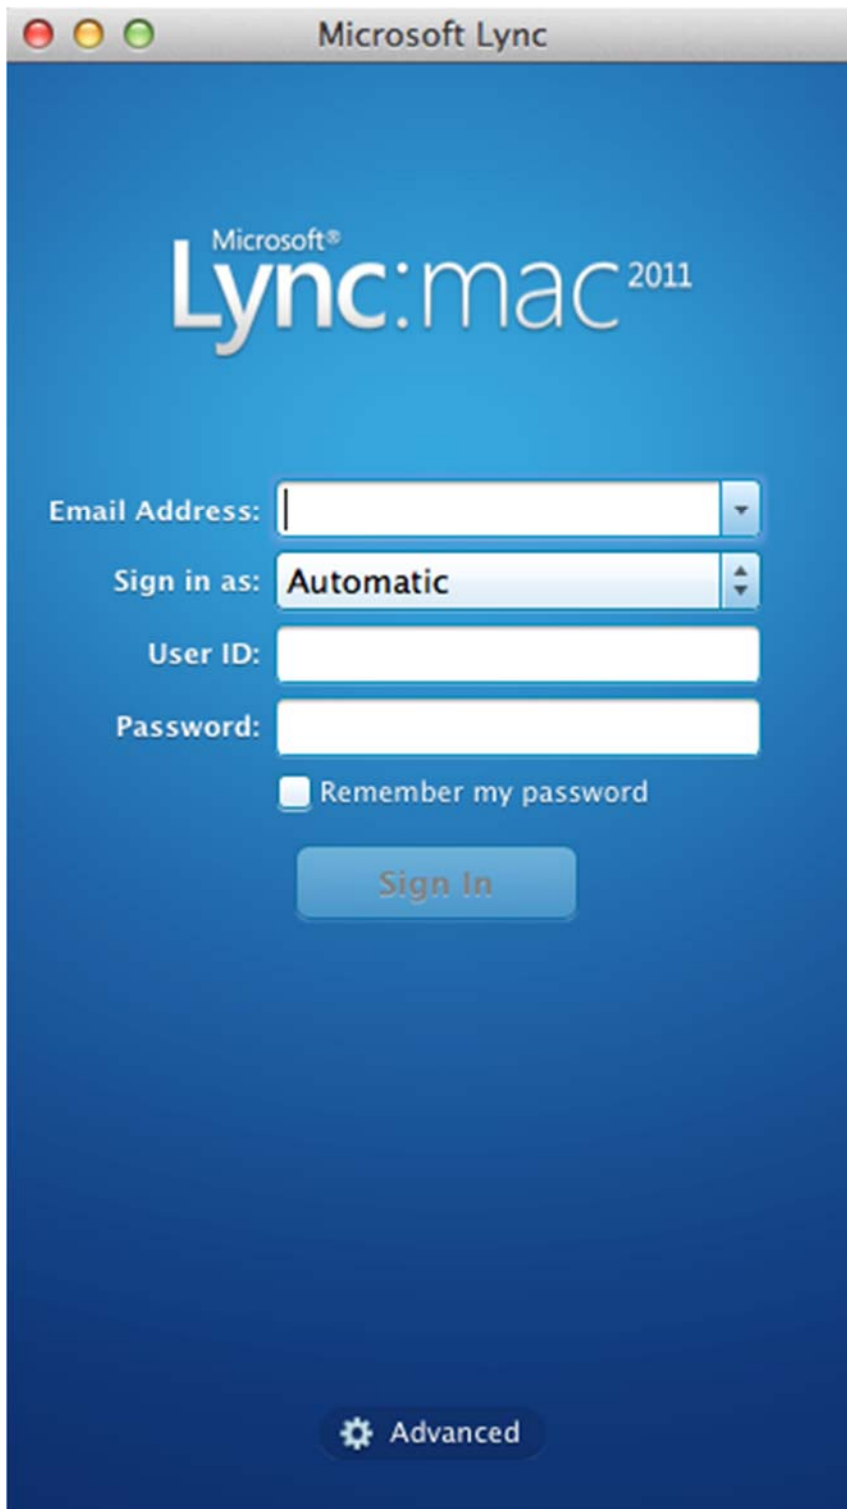 Microsoft Lync
Microsoft®
Lync:mac 2011
Email Address:
Sign in as: Automatic
User ID:
Password:
Remember my password
Sign In
Advanced